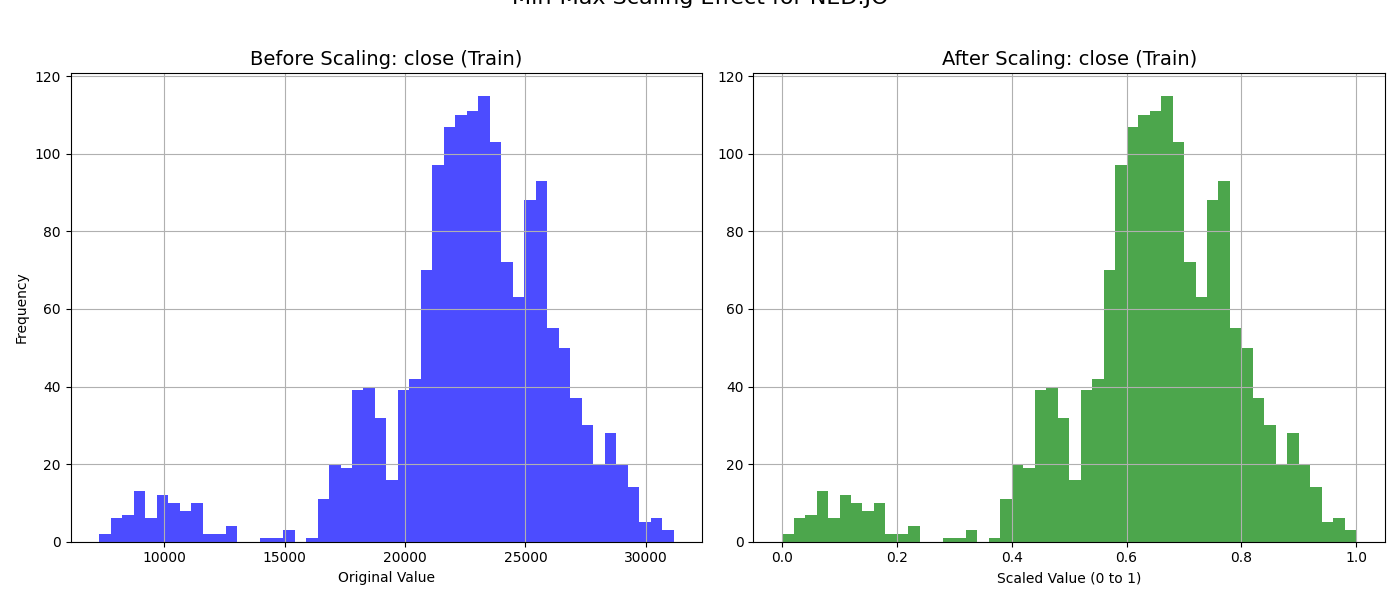 Min-Max Scaling Effect for NED.JO
Before Scaling: close (Train)
After Scaling: close (Train)
120
100
80
60
40
20
0
Frequency
10000 15000 20000 25000 30000
Original Value
120
100
80
60
40
20
0
0.0 0.2 0.4 0.6 0.8 1.0
Scaled Value (0 to 1)